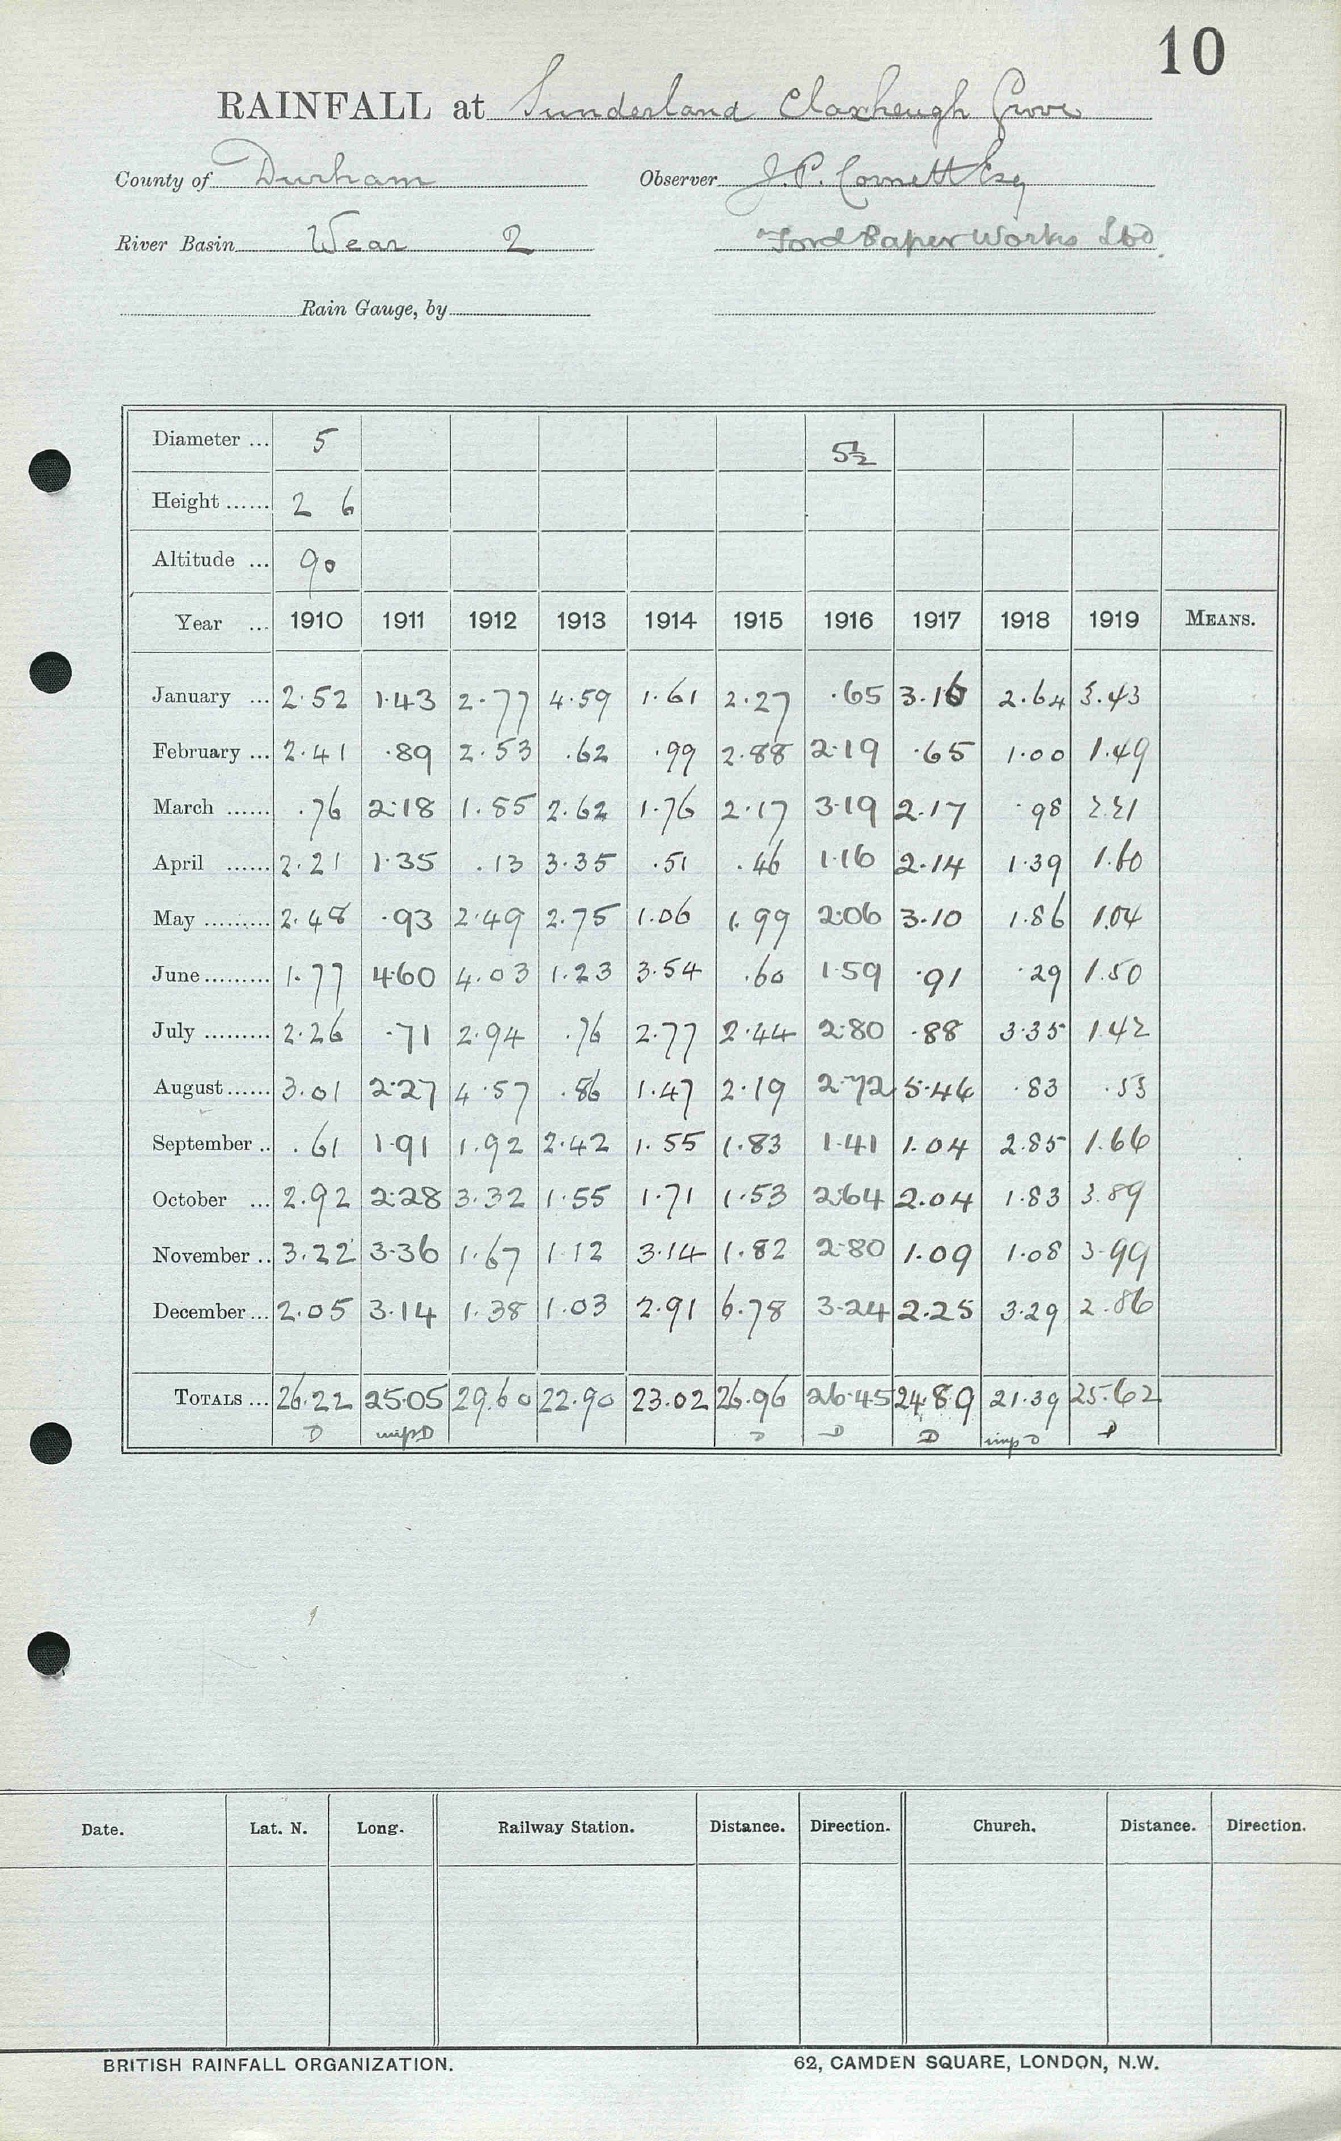 10
RAINFALL at Sunderland Claxheugh Grove
County of Durham Observer J. P. Cornett Esq
River Basin Wear 2 Ford Paper Works Ltd
Rain Gauge, by
Diameter ... 5 5½
Height ...... 2 6
Altitude ... 90
Year ... 1910 1911 1912 1913 1914 1915 1916 1917 1918 1919 MEANS.
January ... 2.52 1.43 2.77 4.59 1.61 2.27 .65 3.16 2.64 3.43
February ... 2.41 .89 2.53 .62 .99 2.88 2.19 .65 1.00 1.49
March ...... .76 2.18 1.85 2.62 1.76 2.17 3.19 2.17 .98 2.21
April ...... 2.21 1.35 .13 3.35 .51 .46 1.16 2.14 1.39 1.60
May ......... 2.48 .93 2.49 2.75 1.06 1.99 2.06 3.10 1.86 1.04
June ......... 1.77 4.60 4.03 1.23 3.54 .60 1.59 .91 .29 1.50
July ......... 2.26 .71 2.94 .76 2.77 2.44 2.80 .88 3.35 1.42
August ...... 3.01 2.27 4.57 .86 1.47 2.19 2.72 5.46 .83 .53
September .. .61 1.91 1.92 2.42 1.55 1.83 1.41 1.04 2.85 1.66
October ... 2.92 2.28 3.32 1.55 1.71 1.53 2.64 2.04 1.83 3.89
November .. 3.22 3.36 1.67 1.12 3.14 1.82 2.80 1.09 1.08 3.99
December ... 2.05 3.14 1.38 1.03 2.91 6.78 3.24 2.25 3.29 2.86
TOTALS ... 26.22 25.05 29.60 22.90 23.02 26.96 26.45 24.89 21.39 25.62
D impD D D D imp D D
Date. Lat. N. Long. Railway Station. Distance. Direction. Church. Distance. Direction.
BRITISH RAINFALL ORGANIZATION. 62, CAMDEN SQUARE, LONDON, N.W.